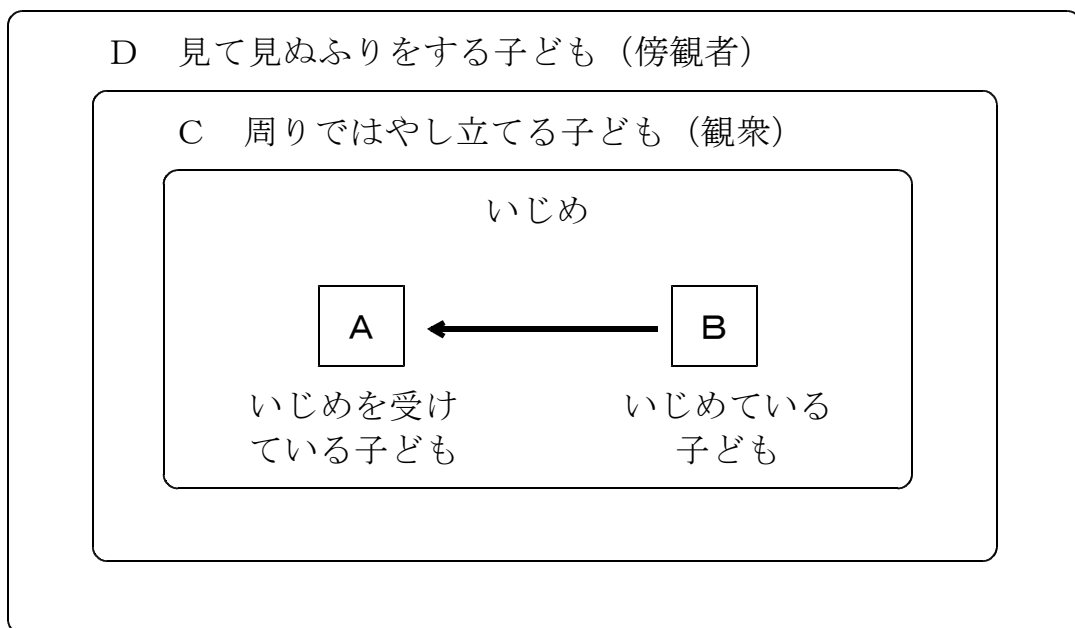 D 見て見ぬふりをする子ども（傍観者）
C 周りではやし立てる子ども（観衆）
いじめ
A
B
いじめを受け
ている子ども
いじめている
子ども